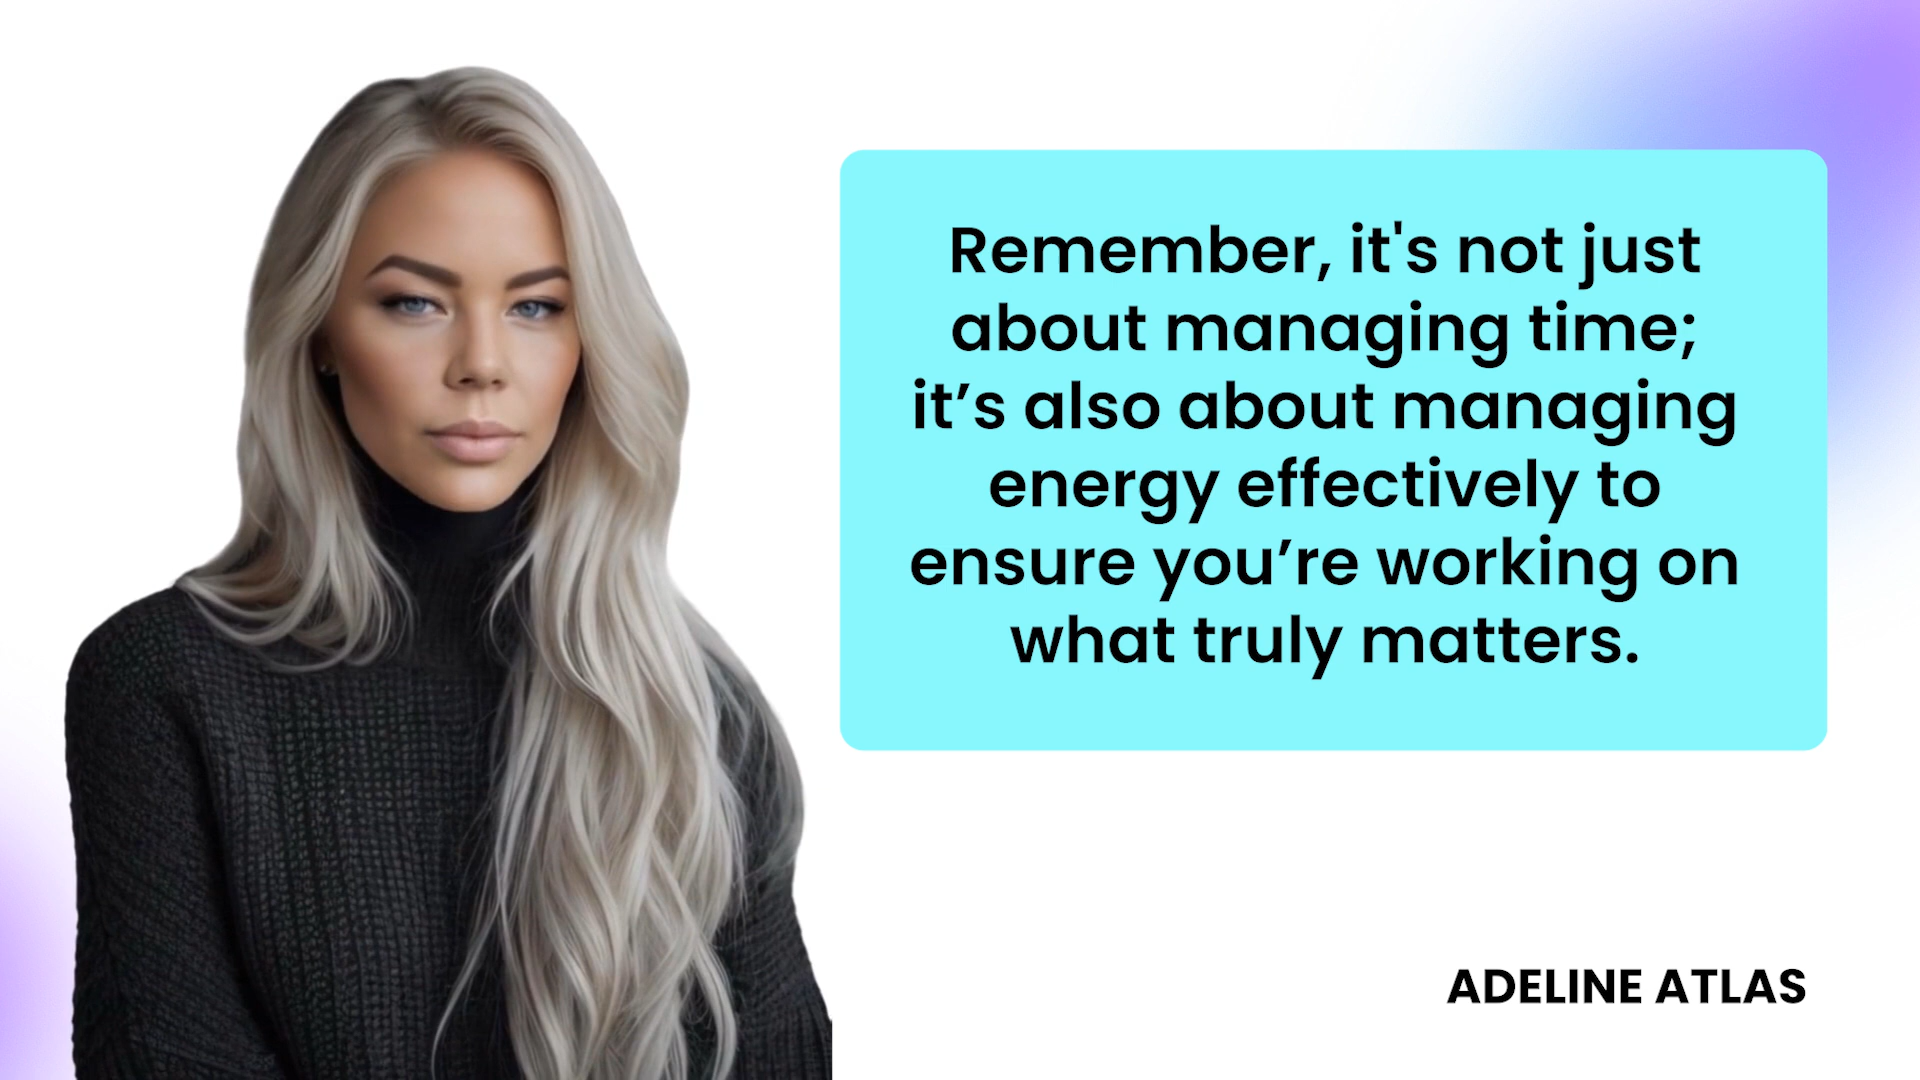 Remember, it's not just
about managing time;
it’s also about managing
energy effectively to
ensure you’re working on
what truly matters.
ADELINE ATLAS